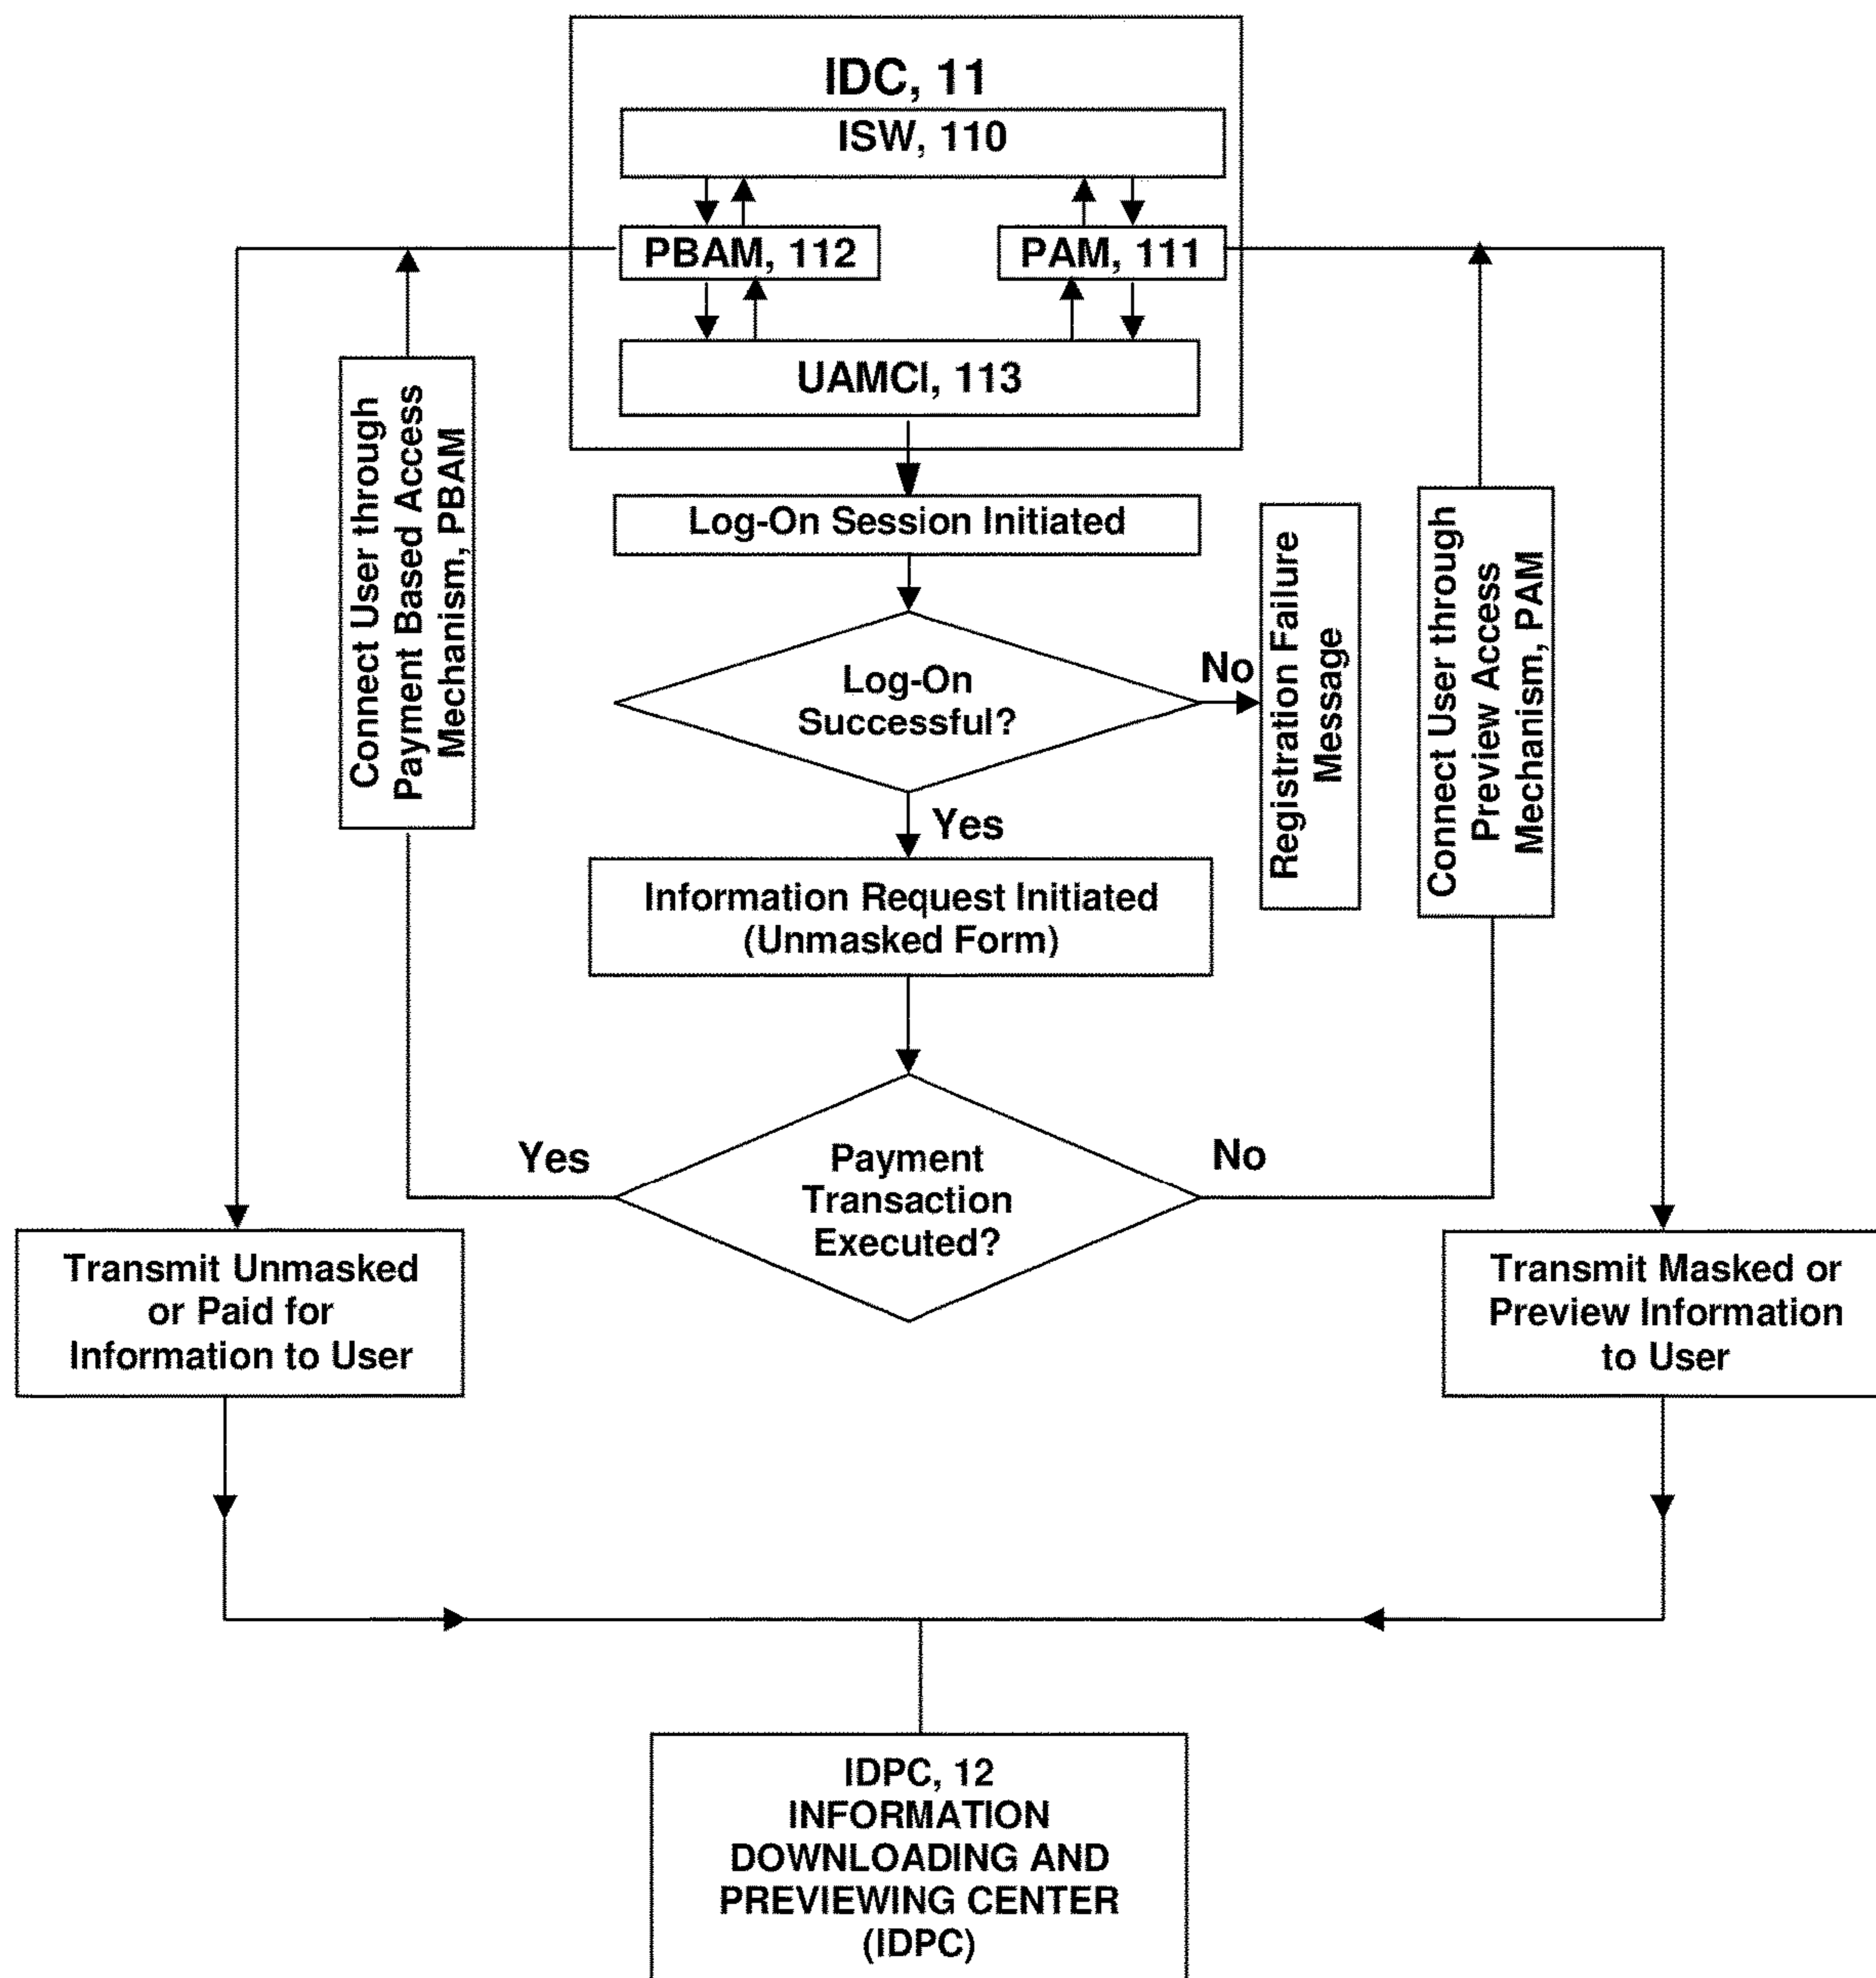 IDC, 11
ISW, 110
PBAM, 112
PAM, 111
UAMCI, 113
Connect User through
Payment Based Access
Mechanism, PBAM
Log-On Session Initiated
Log-On
Successful?
No
Registration Failure
Message
Connect User through
Preview Access
Mechanism, PAM
Yes
Information Request Initiated
(Unmasked Form)
Yes
Payment
Transaction
Executed?
No
Transmit Unmasked
or Paid for
Information to User
Transmit Masked or
Preview Information
to User
IDPC, 12
INFORMATION
DOWNLOADING AND
PREVIEWING CENTER
(IDPC)